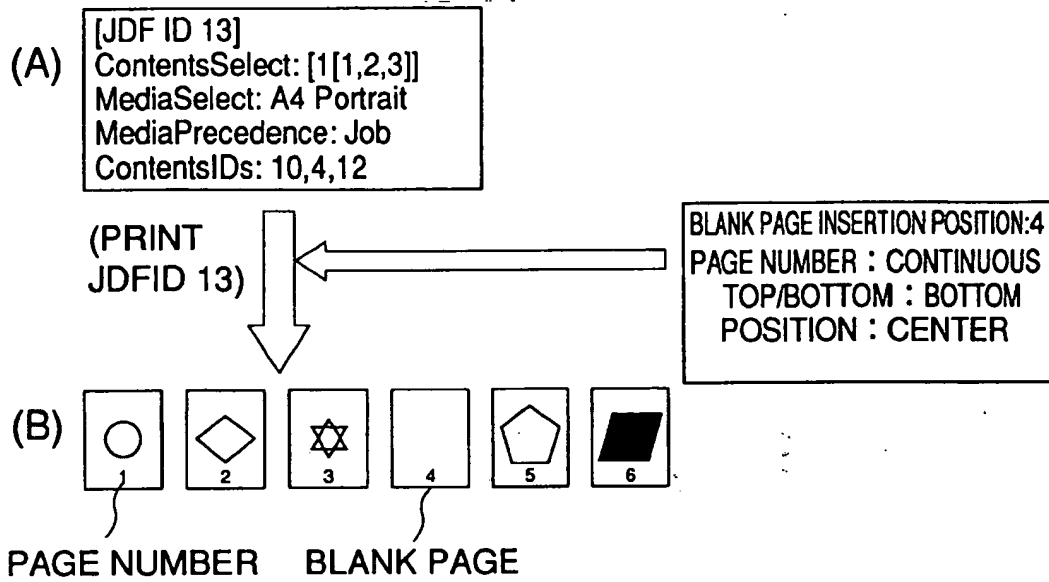 (A)
[JDF ID 13]
ContentsSelect: [1[1,2,3]]
MediaSelect: A4 Portrait
MediaPrecedence: Job
ContentsIDs: 10,4,12
(PRINT
JDFID 13)
BLANK PAGE INSERTION POSITION:4
PAGE NUMBER : CONTINUOUS
TOP/BOTTOM : BOTTOM
POSITION : CENTER
(B)
1 2 3 4 5 6
PAGE NUMBER BLANK PAGE